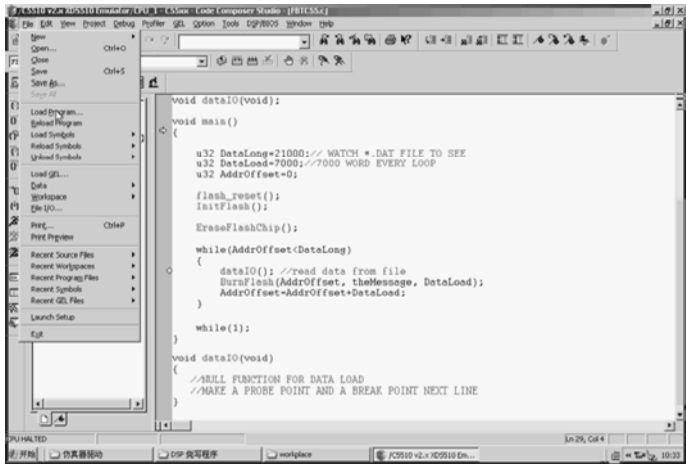 /C5510 v2.x XDS510 Emulator/CPU_1 - C55xx - Code Composer Studio - [FBTC55.c]
File Edit View Project Debug Profiler GEL Option Tools DSP/BIOS Window Help
New
Open... Ctrl+O
Close
Save Ctrl+S
Save As...
Save All
Load Program...
Reload Program
Load Symbols
Reload Symbols
Unload Symbols
Load GEL...
Data
Workspace
File I/O...
Print... Ctrl+P
Print Preview
Recent Source Files
Recent Workspaces
Recent Program Files
Recent Symbols
Recent GEL Files
Launch Setup
Exit
void dataIO(void);
void main()
{
u32 DataLong=21000;// WATCH *.DAT FILE TO SEE
u32 DataLoad=7000;//7000 WORD EVERY LOOP
u32 AddrOffset=0;
flash_reset();
InitFlash();
EraseFlashChip();
while(AddrOffset<DataLong)
{
dataIO(); //read data from file
BurnFlash(AddrOffset, theMessage, DataLoad);
AddrOffset=AddrOffset+DataLoad;
}
while(1);
}
void dataIO(void)
{
//NULL FUNCTION FOR DATA LOAD
//MAKE A PROBE POINT AND A BREAK POINT NEXT LINE
}
CPU HALTED
Ln 29, Col 4
开始
仿真器驱动
DSP 烧写程序
workplace
/C5510 v2.x XDS510 Em...
10:33